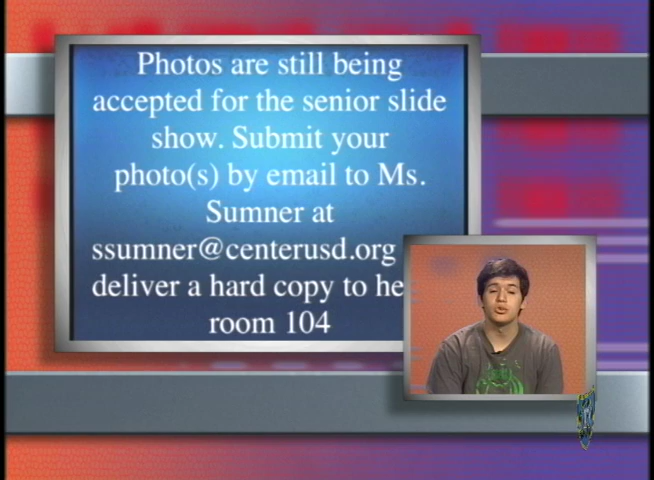 Photos are still being
accepted for the senior slide
show. Submit your
photo(s) by email to Ms.
Sumner at
ssumner@centerusd.org
deliver a hard copy to
room 104